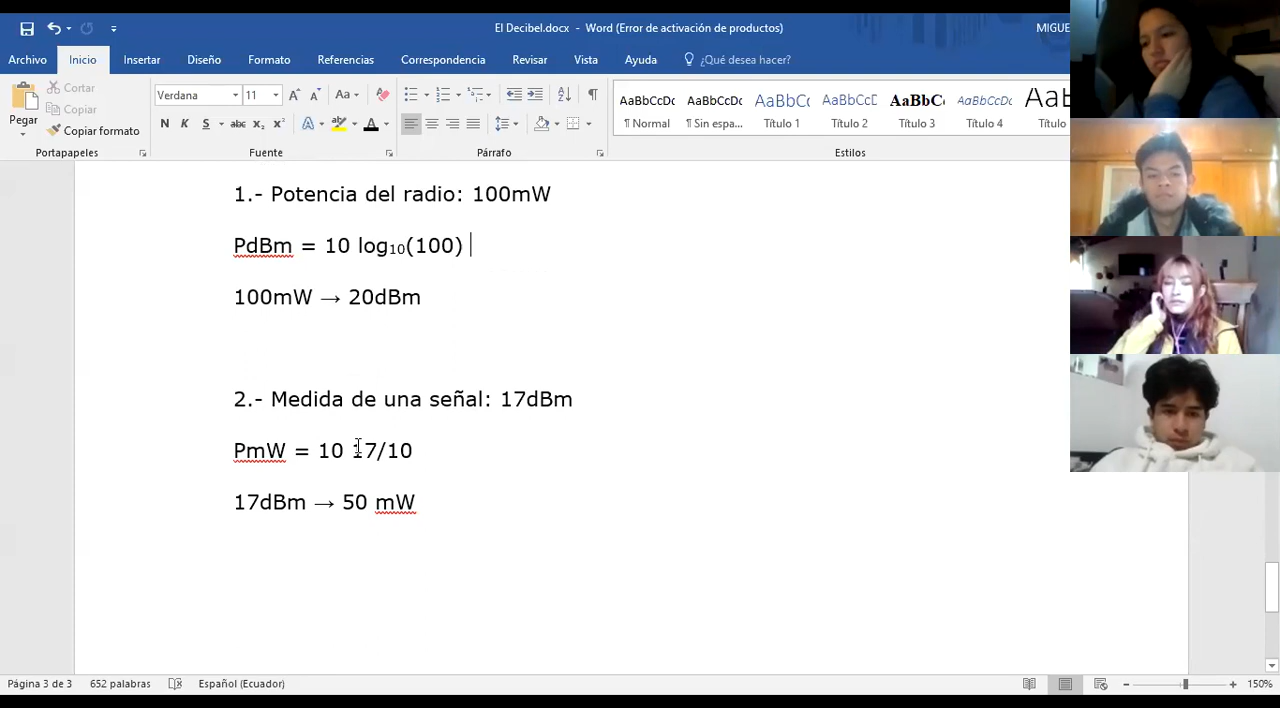 El Decibel.docx - Word (Error de activación de productos)
MIGUE
Archivo Inicio Insertar Diseño Formato Referencias Correspondencia Revisar Vista Ayuda ¿Qué desea hacer?
Pegar
Cortar
Copiar
Copiar formato
Verdana 11
Aa
N K S abc x₂ x²
A
A
AaBbCcDc AaBbCcDc AaBbCc AaBbCcD AaBbCc AaBbCcD AaB
¶ Normal ¶ Sin espa... Título 1 Título 2 Título 3 Título 4 Título
Portapapeles Fuente Párrafo Estilos
1.- Potencia del radio: 100mW
PdBm = 10 log₁₀(100)
100mW → 20dBm
2.- Medida de una señal: 17dBm
PmW = 10 17/10
17dBm → 50 mW
Página 3 de 3 652 palabras Español (Ecuador) 150%